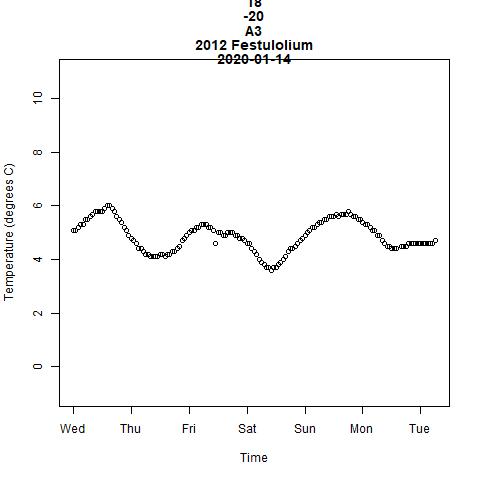 18
-20
A3
2012 Festulolium
2020-01-14
Temperature (degrees C)
10
8
6
4
2
0
Wed Thu Fri Sat Sun Mon Tue
Time